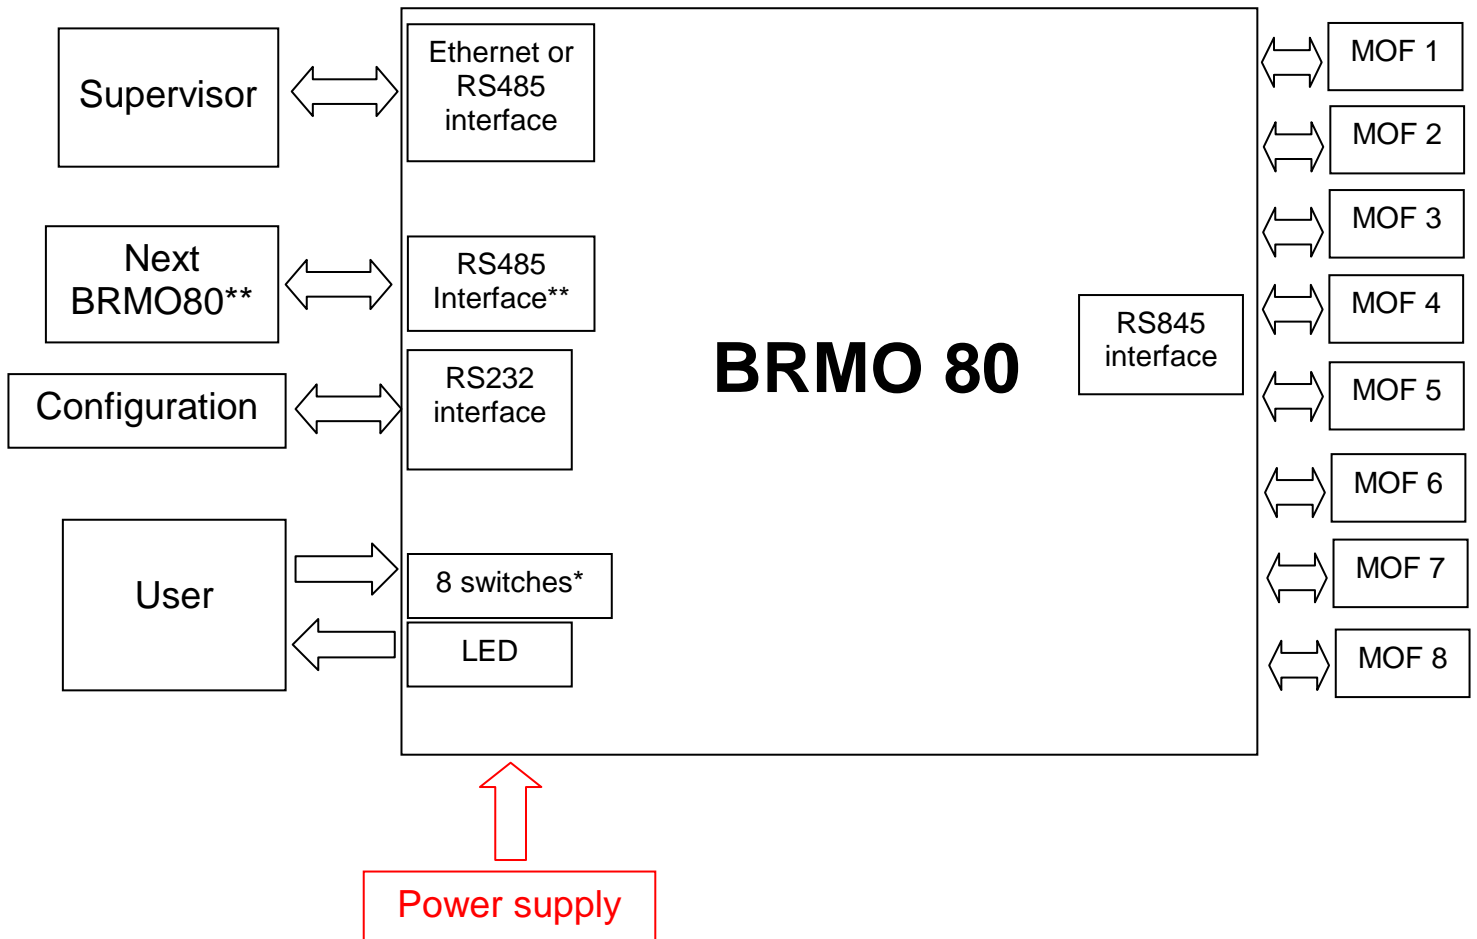 Supervisor
Ethernet or
RS485
interface
Next
BRMO80**
RS485
Interface**
Configuration
RS232
interface
User
8 switches*
LED
BRMO 80
RS845
interface
MOF 1
MOF 2
MOF 3
MOF 4
MOF 5
MOF 6
MOF 7
MOF 8
Power supply